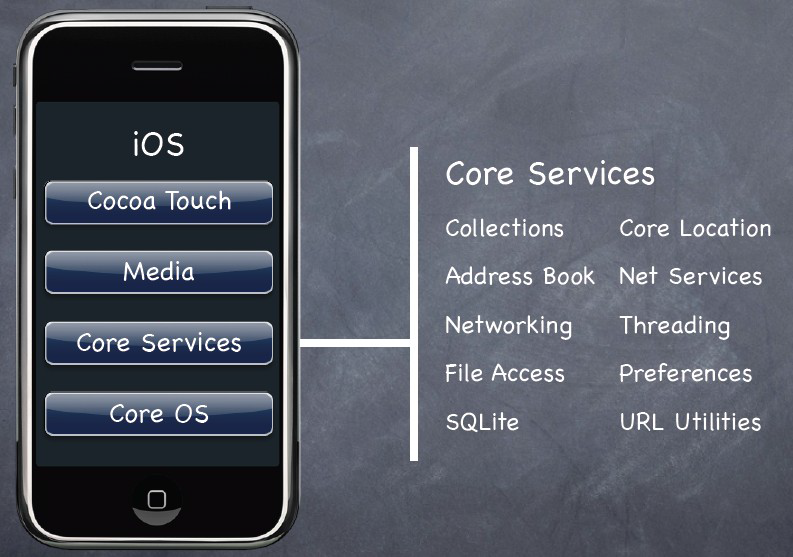 iOS
Cocoa Touch
Media
Core Services
Core OS
Core Services
Collections
Core Location
Address Book
Net Services
Networking
Threading
File Access
Preferences
SQLite
URL Utilities